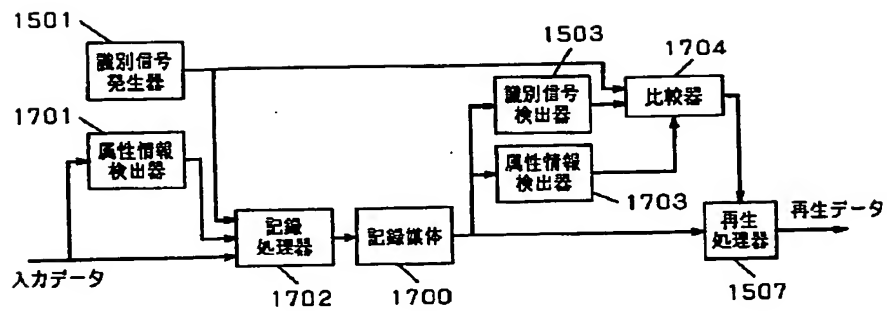 1501
識別信号
発生器
1701
属性情報
検出器
入力データ
記録
処理器
1702
記録媒体
1700
1503
識別信号
検出器
属性情報
検出器
1703
1704
比較器
再生
処理器
1507
再生データ